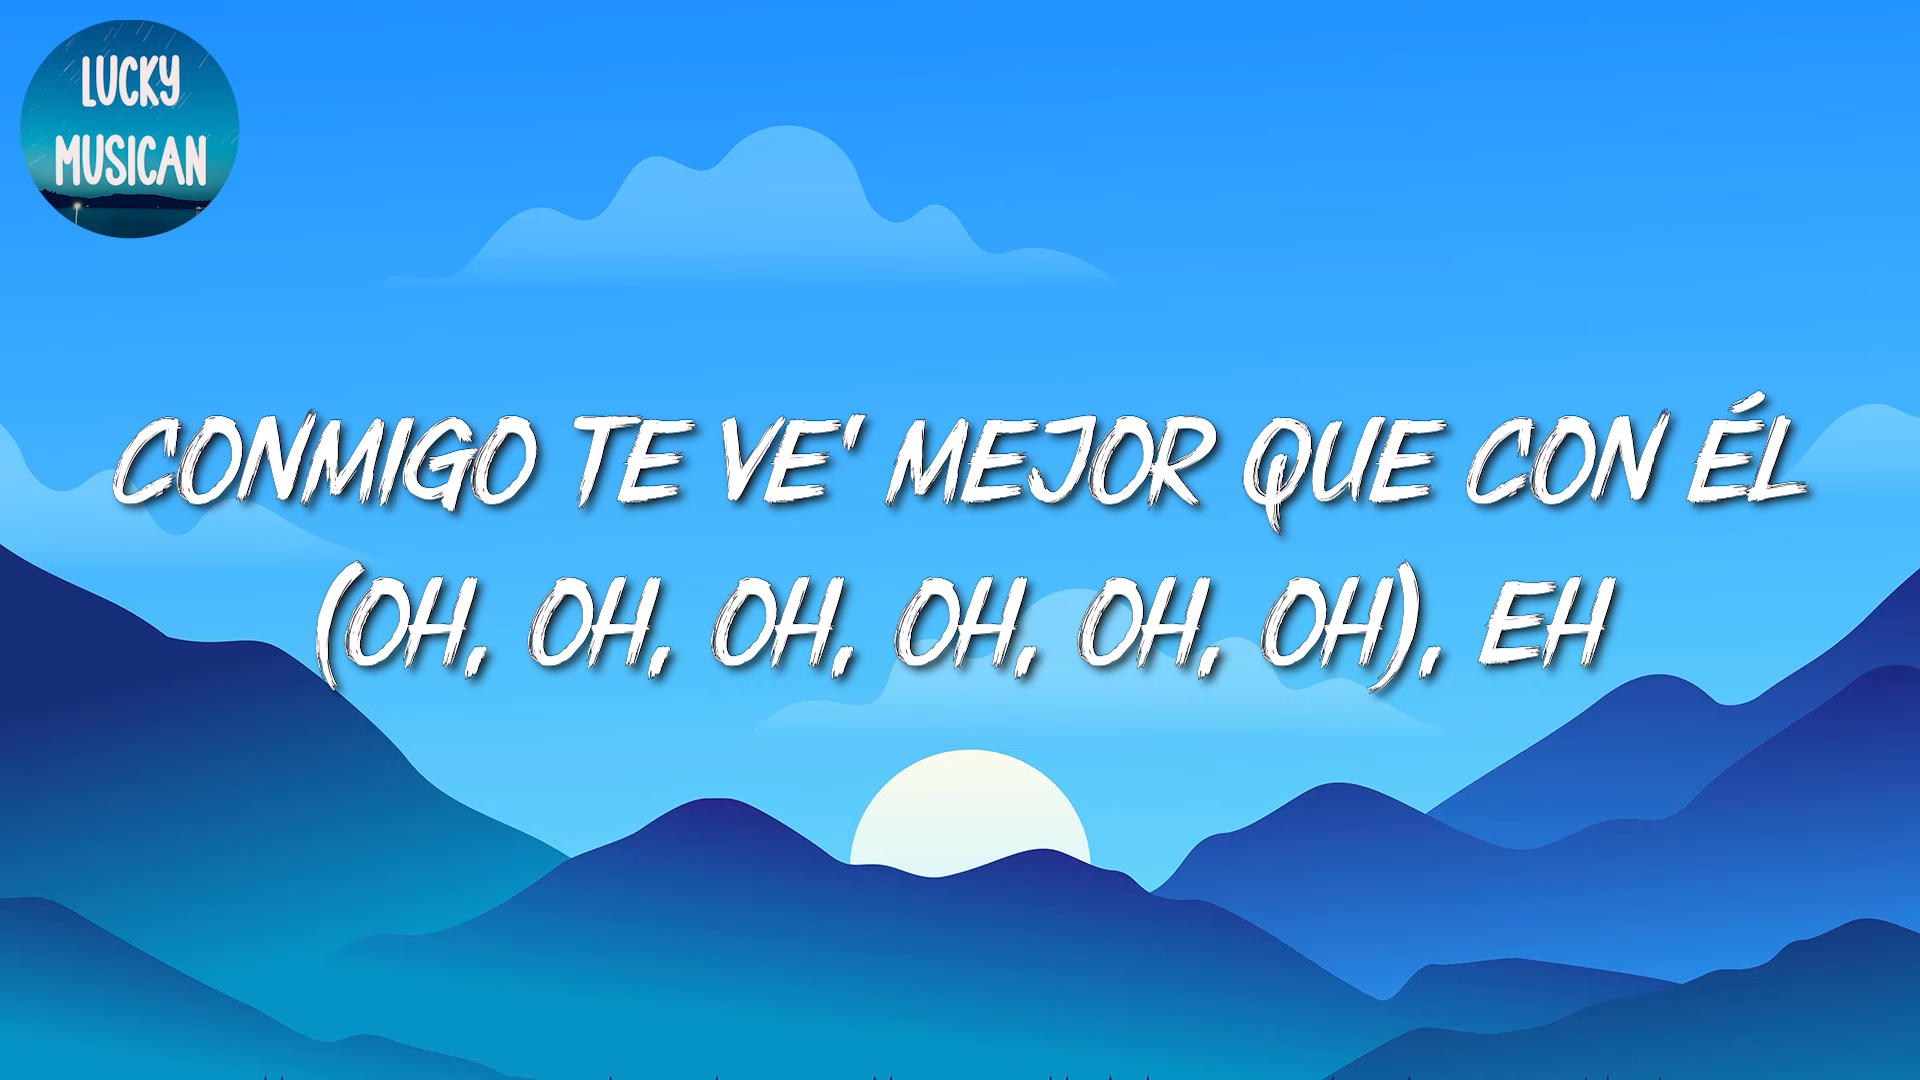 LUCKY
MUSICAN
CONMIGO TE VE' MEJOR QUE CON ÉL
(OH, OH, OH, OH, OH, OH), EH